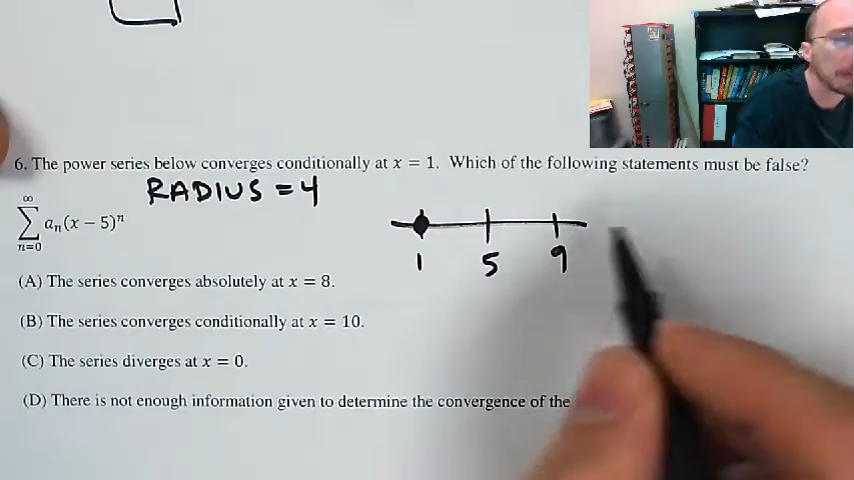 6. The power series below converges conditionally at x = 1. Which of the following statements must be false?
RADIUS = 4
∞
∑ aₙ(x − 5)ⁿ
n=0
1 5 9
(A) The series converges absolutely at x = 8.
(B) The series converges conditionally at x = 10.
(C) The series diverges at x = 0.
(D) There is not enough information given to determine the convergence of the